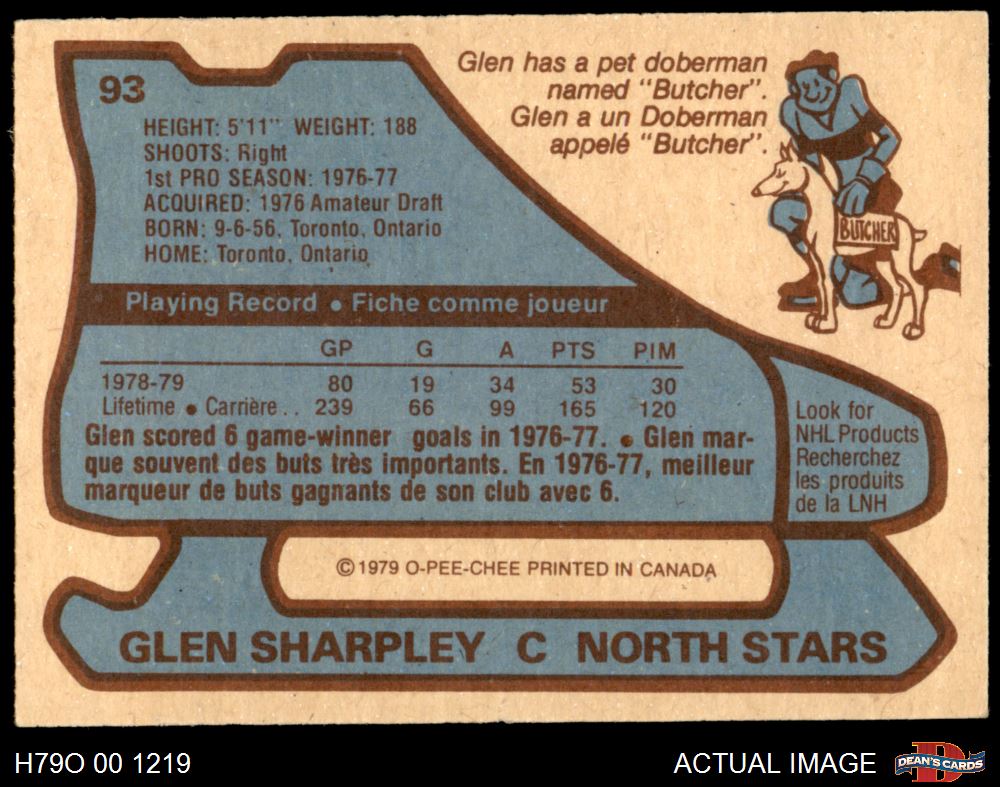 93
HEIGHT: 5'11" WEIGHT: 188
SHOOTS: Right
1st PRO SEASON: 1976-77
ACQUIRED: 1976 Amateur Draft
BORN: 9-6-56, Toronto, Ontario
HOME: Toronto, Ontario
Glen has a pet doberman
named "Butcher".
Glen a un Doberman
appelé "Butcher".
BUTCHER
Playing Record • Fiche comme joueur
GP G A PTS PIM
1978-79 80 19 34 53 30
Lifetime • Carrière . . 239 66 99 165 120
Glen scored 6 game-winner goals in 1976-77. • Glen mar-
que souvent des buts très importants. En 1976-77, meilleur
marqueur de buts gagnants de son club avec 6.
Look for
NHL Products
Recherchez
les produits
de la LNH
©1979 O-PEE-CHEE PRINTED IN CANADA
GLEN SHARPLEY C NORTH STARS
H79O 00 1219
ACTUAL IMAGE
D
DEAN'S CARDS